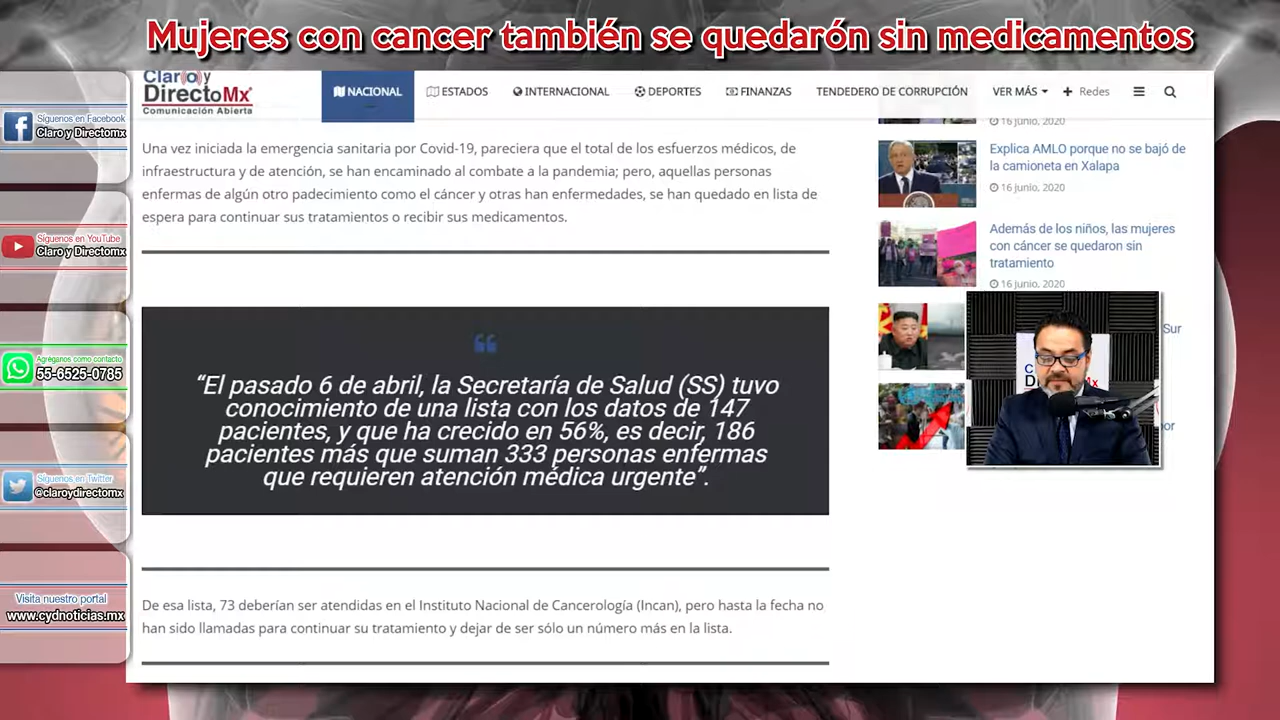 Mujeres con cancer también se quedarón sin medicamentos
Siguenos en Facebook
Claro y Directomx
Siguenos en YouTube
Claro y Directomx
Agréganos como contacto
55-6525-0785
Siguenos en Twitter
@claroydirectomx
Visita nuestro portal
www.cydnoticias.mx
Claro y
DirectoMx
Comunicación Abierta
NACIONAL
ESTADOS
INTERNACIONAL
DEPORTES
FINANZAS
TENDEDERO DE CORRUPCIÓN
VER MÁS
Redes
Una vez iniciada la emergencia sanitaria por Covid-19, pareciera que el total de los esfuerzos médicos, de
infraestructura y de atención, se han encaminado al combate a la pandemia; pero, aquellas personas
enfermas de algún otro padecimiento como el cáncer y otras han enfermedades, se han quedado en lista de
espera para continuar sus tratamientos o recibir sus medicamentos.
“El pasado 6 de abril, la Secretaría de Salud (SS) tuvo
conocimiento de una lista con los datos de 147
pacientes, y que ha crecido en 56%, es decir, 186
pacientes más que suman 333 personas enfermas
que requieren atención médica urgente”.
De esa lista, 73 deberían ser atendidas en el Instituto Nacional de Cancerología (Incan), pero hasta la fecha no
han sido llamadas para continuar su tratamiento y dejar de ser sólo un número más en la lista.
16 junio, 2020
Explica AMLO porque no se bajó de
la camioneta en Xalapa
16 junio, 2020
Además de los niños, las mujeres
con cáncer se quedaron sin
tratamiento
16 junio, 2020
Sur